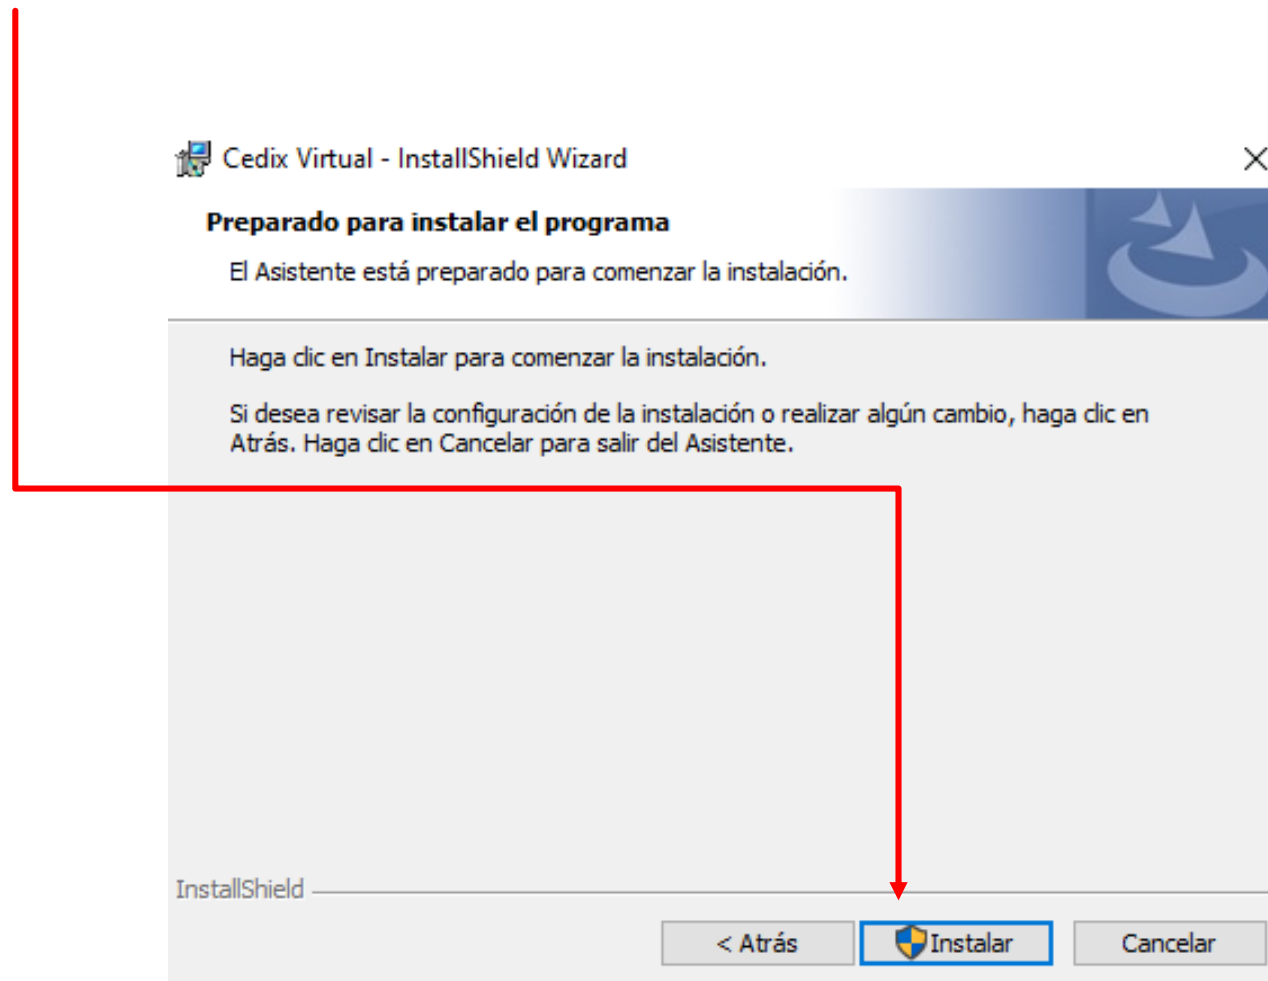 Cedix Virtual - InstallShield Wizard
Preparado para instalar el programa
El Asistente está preparado para comenzar la instalación.
Haga clic en Instalar para comenzar la instalación.
Si desea revisar la configuración de la instalación o realizar algún cambio, haga clic en
Atrás. Haga clic en Cancelar para salir del Asistente.
InstallShield
< Atrás
Instalar
Cancelar